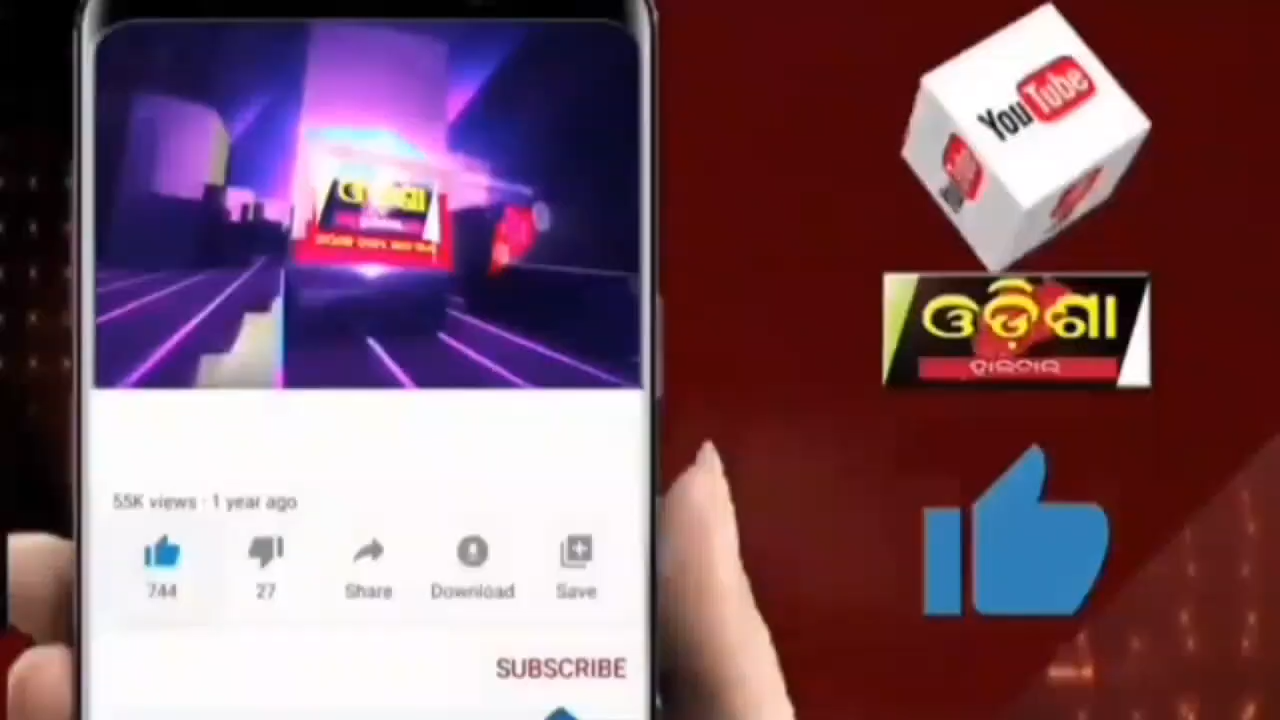 YouTube
ଓଡ଼ିଶା
55K views · 1 year ago
744
27
Share
Download
Save
SUBSCRIBE